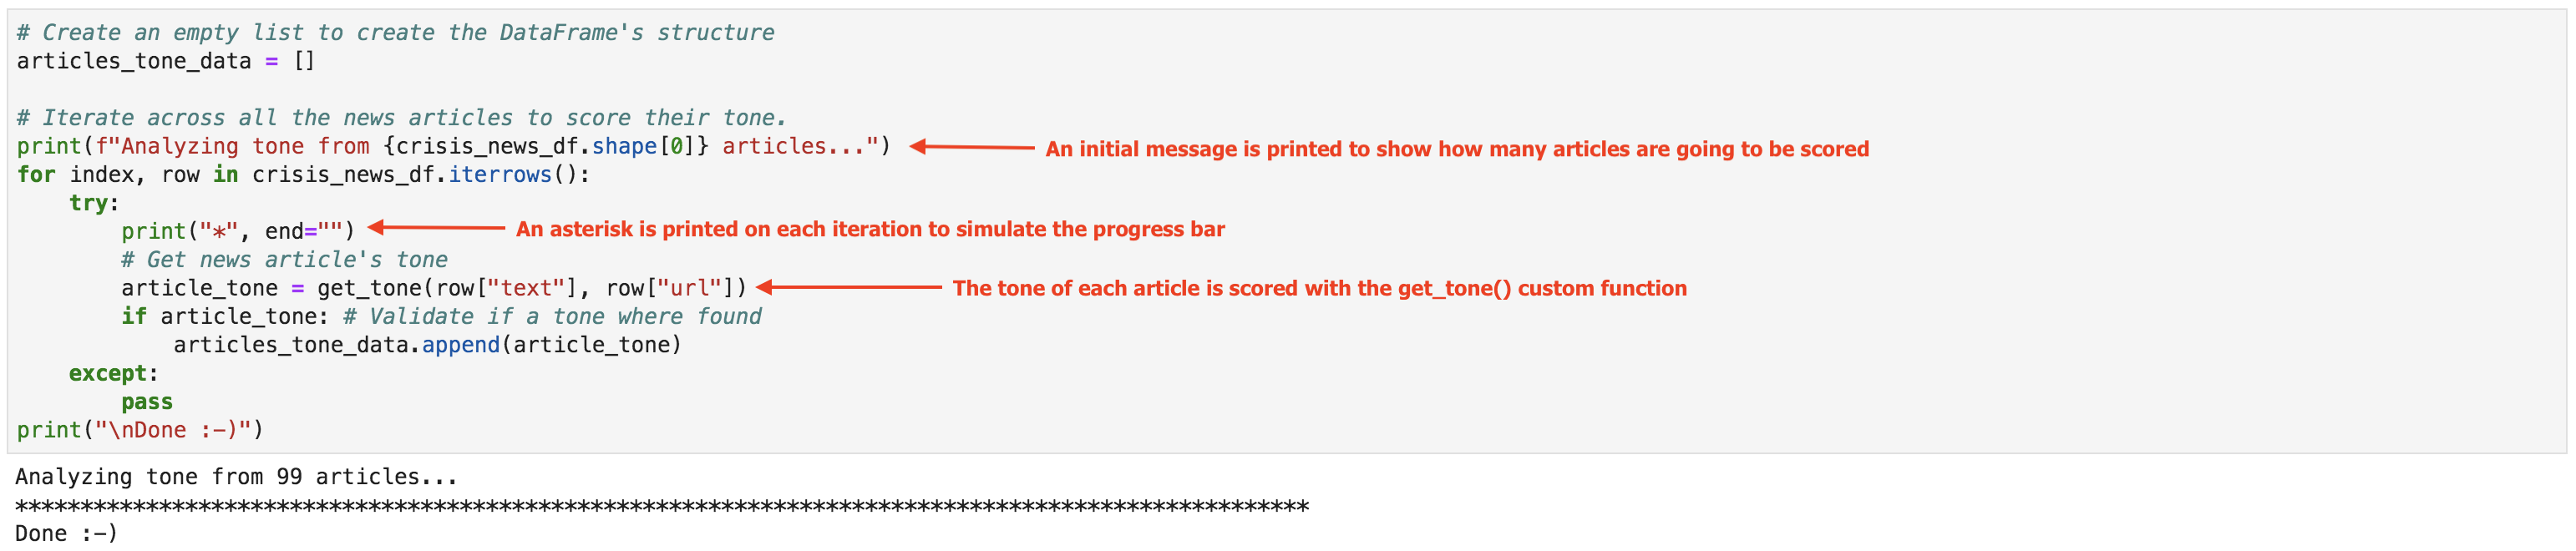 # Create an empty list to create the DataFrame's structure
articles_tone_data = []
# Iterate across all the news articles to score their tone.
print(f"Analyzing tone from {crisis_news_df.shape[0]} articles...") An initial message is printed to show how many articles are going to be scored
for index, row in crisis_news_df.iterrows():
    try:
        print("*", end="") An asterisk is printed on each iteration to simulate the progress bar
        # Get news article's tone
        article_tone = get_tone(row["text"], row["url"]) The tone of each article is scored with the get_tone() custom function
        if article_tone: # Validate if a tone where found
            articles_tone_data.append(article_tone)
    except:
        pass
print("\nDone :-)")
Analyzing tone from 99 articles...
***************************************************************************************************
Done :-)